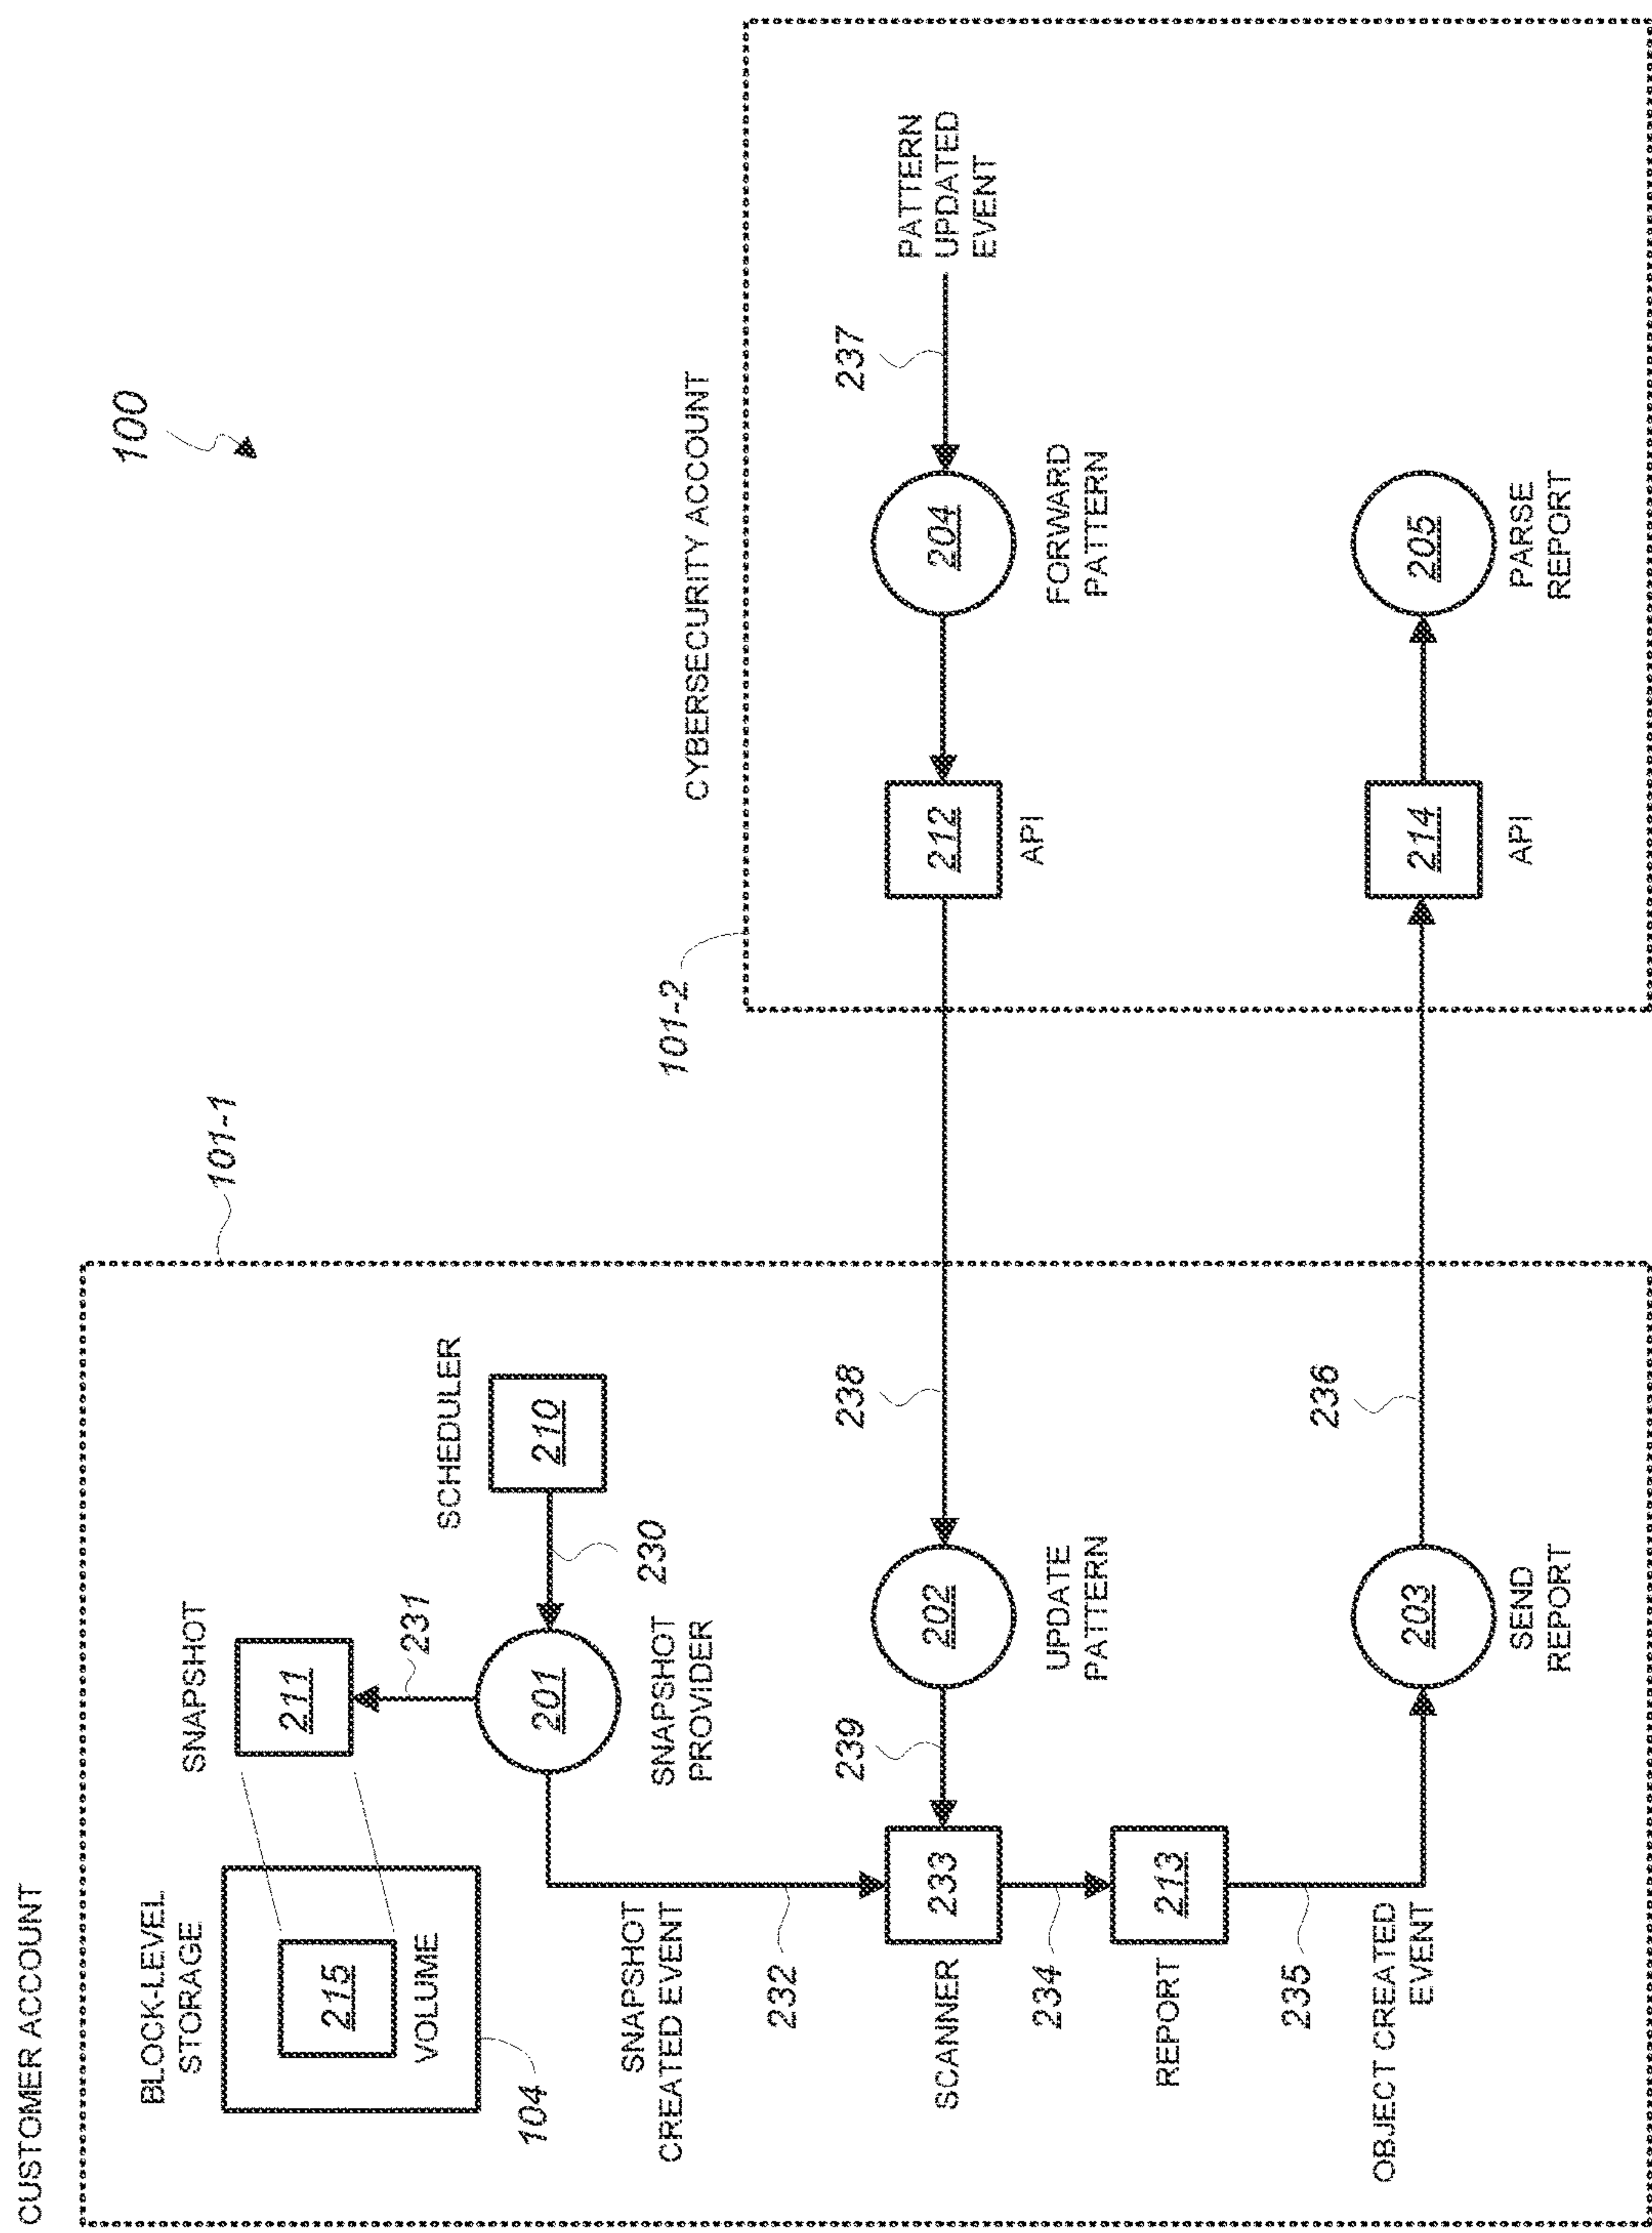 CUSTOMER ACCOUNT
100
101-1
BLOCK-LEVEL
STORAGE
215
VOLUME
104
SNAPSHOT
211
231
SCHEDULER
210
230
201
SNAPSHOT
PROVIDER
SNAPSHOT
CREATED EVENT
232
CYBERSECURITY ACCOUNT
101-2
SCANNER
233
239
202
UPDATE
PATTERN
238
212
API
204
FORWARD
PATTERN
237
PATTERN
UPDATED
EVENT
234
REPORT
213
235
OBJECT CREATED
EVENT
203
SEND
REPORT
236
214
API
205
PARSE
REPORT